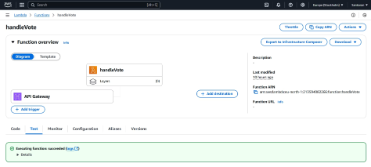 Search
Lambda > Functions > handleVote
handleVote
Throttle
Copy ARN
Actions
Function overview Info
Export to Infrastructure Composer
Download
Diagram
Template
handleVote
Layers
(0)
API Gateway
+ Add destination
+ Add trigger
Description
Last modified
Function ARN
Function URL Info
Code
Test
Monitor
Configuration
Aliases
Versions
Executing function: succeeded (logs)
Details